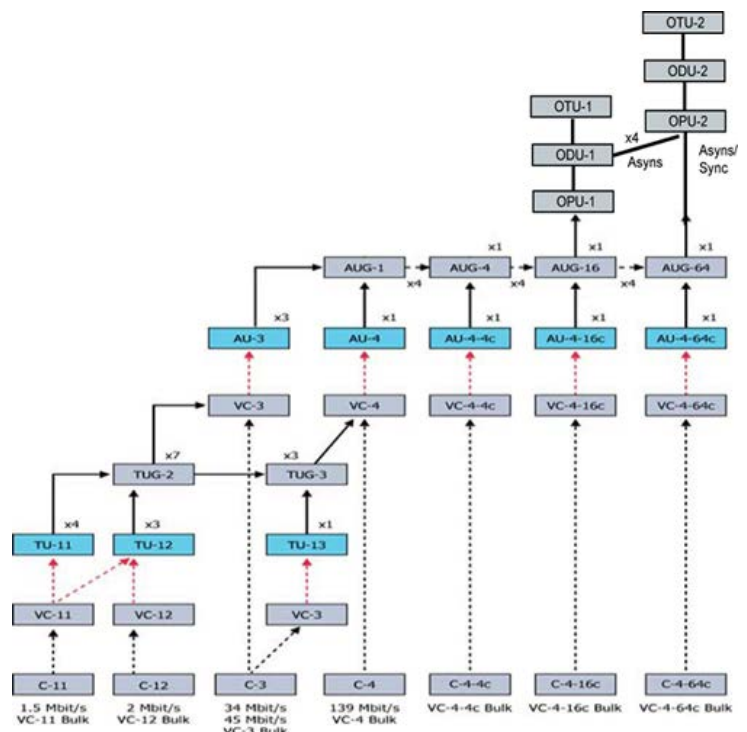 OTU-2
ODU-2
OTU-1
OPU-2
x4
ODU-1
Asyns
Asyns/
Sync
OPU-1
x1
x1
x1
AUG-1
AUG-4
AUG-16
AUG-64
x4
x4
x4
x3
x1
x1
x1
x1
AU-3
AU-4
AU-4-4c
AU-4-16c
AU-4-64c
VC-3
VC-4
VC-4-4c
VC-4-16c
VC-4-64c
x7
x3
TUG-2
TUG-3
x4
x3
x1
TU-11
TU-12
TU-13
VC-11
VC-12
VC-3
C-11
C-12
C-3
C-4
C-4-4c
C-4-16c
C-4-64c
1.5 Mbit/s
2 Mbit/s
34 Mbit/s
139 Mbit/s
VC-4-4c Bulk
VC-4-16c Bulk
VC-4-64c Bulk
VC-11 Bulk
VC-12 Bulk
45 Mbit/s
VC-4 Bulk
VC-3 Bulk